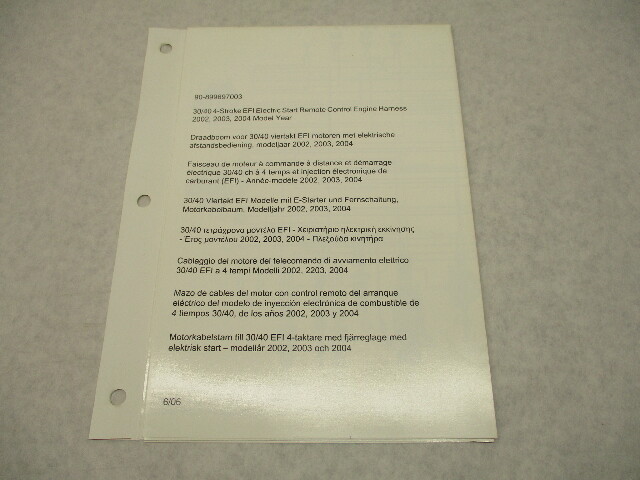 90-899697003
30/40 4-Stroke EFI Electric Start Remote Control Engine Harness
2002, 2003, 2004 Model Year
Draadboom voor 30/40 viertakt EFI motoren met elektrische
afstandsbediening, modeljaar 2002, 2003, 2004
Faisceau de moteur à commande à distance et démarrage
électrique 30/40 ch à 4 temps et injection électronique de
carburant (EFI) - Année-modèle 2002, 2003, 2004
30/40 Viertakt EFI Modelle mit E-Starter und Fernschaltung,
Motorkabelbaum, Modelljahr 2002, 2003, 2004
30/40 τετράχρονα μοντέλα EFI - Χειριστήριο ηλεκτρική εκκίνησης
- Έτος μοντέλου 2002, 2003, 2004 - Πλεξούδα κινητήρα
Cablaggio del motore del telecomando di avviamento elettrico
30/40 EFI a 4 tempi Modelli 2002, 2203, 2004
Mazo de cables del motor con control remoto del arranque
eléctrico del modelo de inyección electrónica de combustible de
4 tiempos 30/40, de los años 2002, 2003 y 2004
Motorkabelstam till 30/40 EFI 4-taktare med fjärreglage med
elektrisk start – modellår 2002, 2003 och 2004
6/06